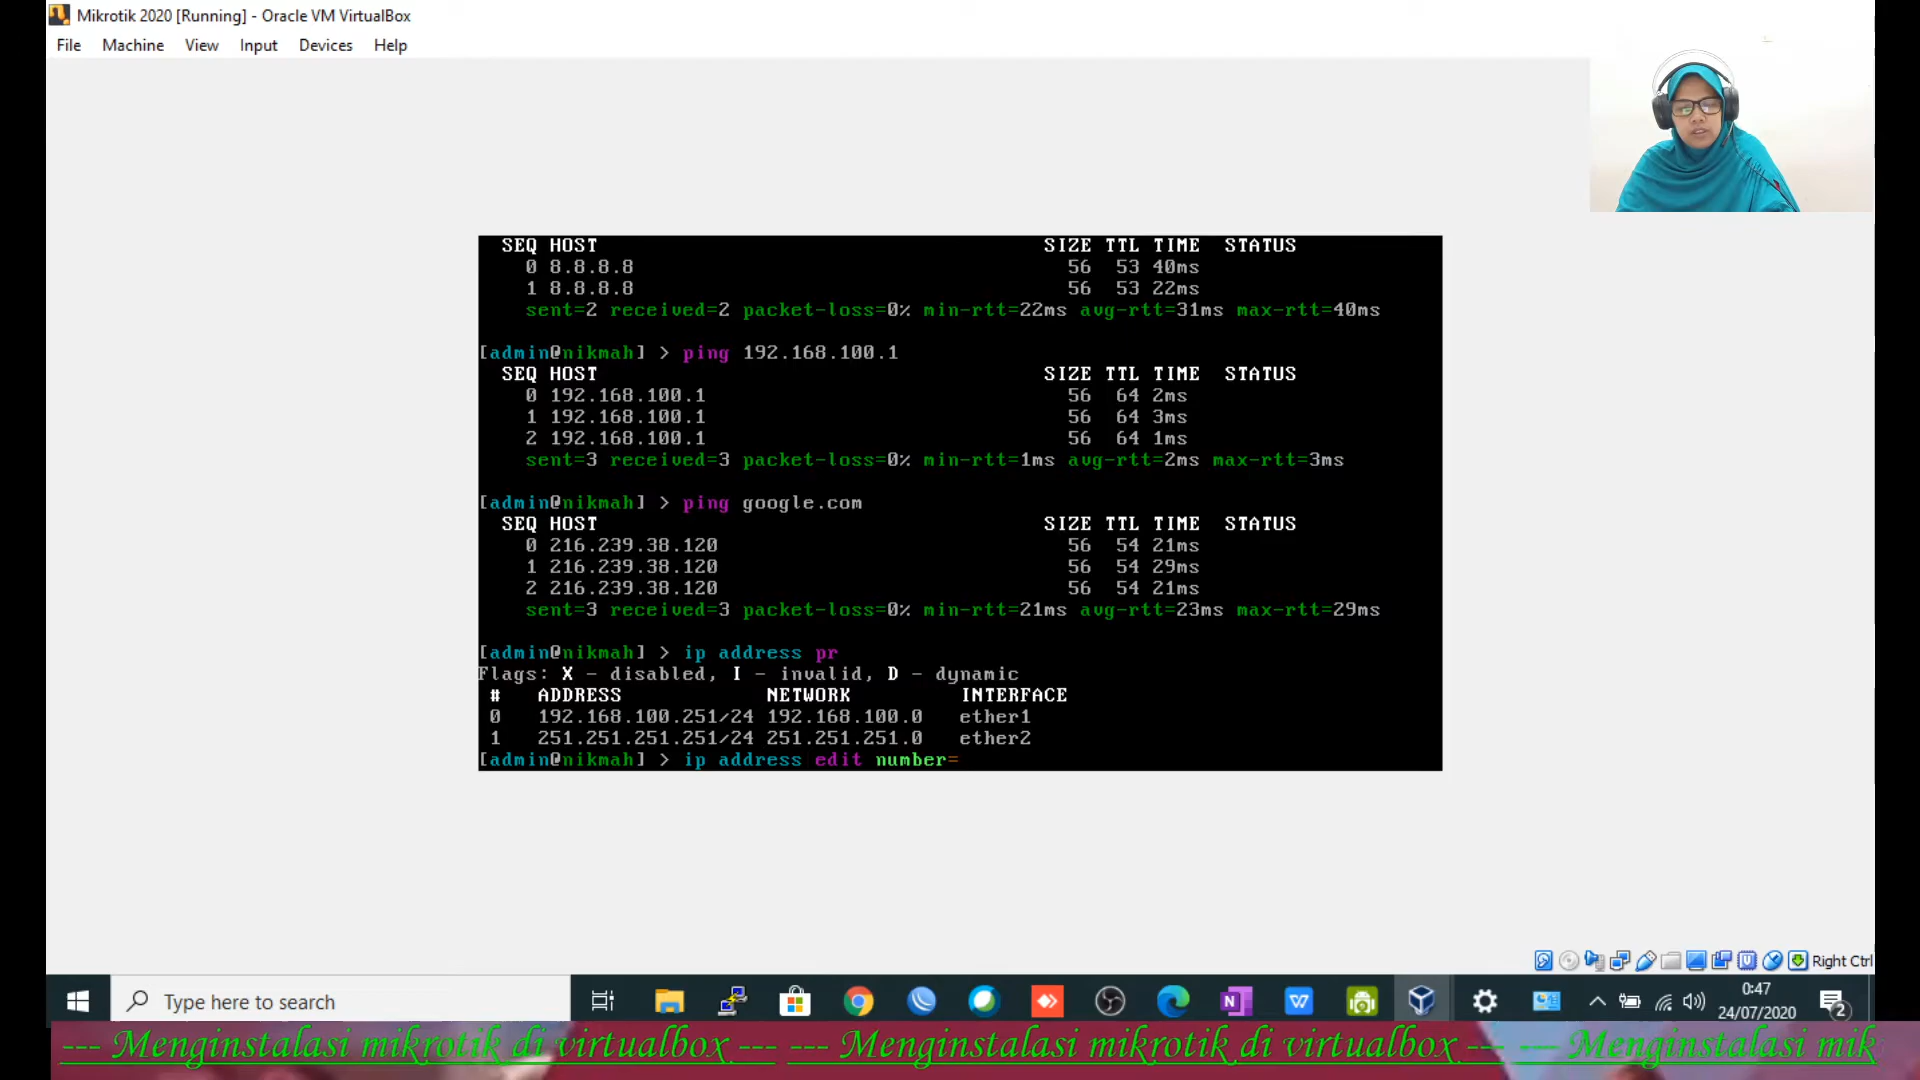 Mikrotik 2020 [Running] - Oracle VM VirtualBox
File Machine View Input Devices Help
SEQ HOST SIZE TTL TIME STATUS
0 8.8.8.8 56 53 40ms
1 8.8.8.8 56 53 22ms
sent=2 received=2 packet-loss=0% min-rtt=22ms avg-rtt=31ms max-rtt=40ms
[admin@nikmah] > ping 192.168.100.1
SEQ HOST SIZE TTL TIME STATUS
0 192.168.100.1 56 64 2ms
1 192.168.100.1 56 64 3ms
2 192.168.100.1 56 64 1ms
sent=3 received=3 packet-loss=0% min-rtt=1ms avg-rtt=2ms max-rtt=3ms
[admin@nikmah] > ping google.com
SEQ HOST SIZE TTL TIME STATUS
0 216.239.38.120 56 54 21ms
1 216.239.38.120 56 54 29ms
2 216.239.38.120 56 54 21ms
sent=3 received=3 packet-loss=0% min-rtt=21ms avg-rtt=23ms max-rtt=29ms
[admin@nikmah] > ip address pr
Flags: X - disabled, I - invalid, D - dynamic
# ADDRESS NETWORK INTERFACE
0 192.168.100.251/24 192.168.100.0 ether1
1 251.251.251.251/24 251.251.251.0 ether2
[admin@nikmah] > ip address edit number=
Right Ctrl
Type here to search
0:47
24/07/2020
2
--- Menginstalasi mikrotik di virtualbox --- --- Menginstalasi mikrotik di virtualbox --- --- Menginstalasi mik